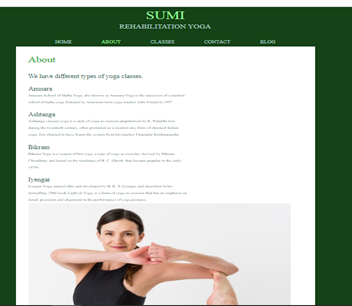 SUMI
REHABILITATION YOGA
HOME ABOUT CLASSES CONTACT BLOG
About
We have different types of yoga classes.
Anusara
Anusara School of Hatha Yoga, also known as Anusara Yoga is the successor of a modern
school of hatha yoga founded by American-born yoga teacher John Friend in 1997
Ashtanga
Ashtanga vinyasa yoga is a style of yoga as exercise popularized by K. Pattabhi Jois
during the twentieth century, often promoted as a modern-day form of classical Indian
yoga. He claimed to have learnt the system from his teacher Tirumalai Krishnamacharya
Bikram
Bikram Yoga is a system of hot yoga, a type of yoga as exercise, devised by Bikram
Choudhury and based on the teachings of B. C. Ghosh, that became popular in the early
1970s
Iyengar
Iyengar Yoga, named after and developed by B. K. S. Iyengar, and described in his
bestselling 1966 book Light on Yoga, is a form of yoga as exercise that has an emphasis on
detail, precision and alignment in the performance of yoga postures